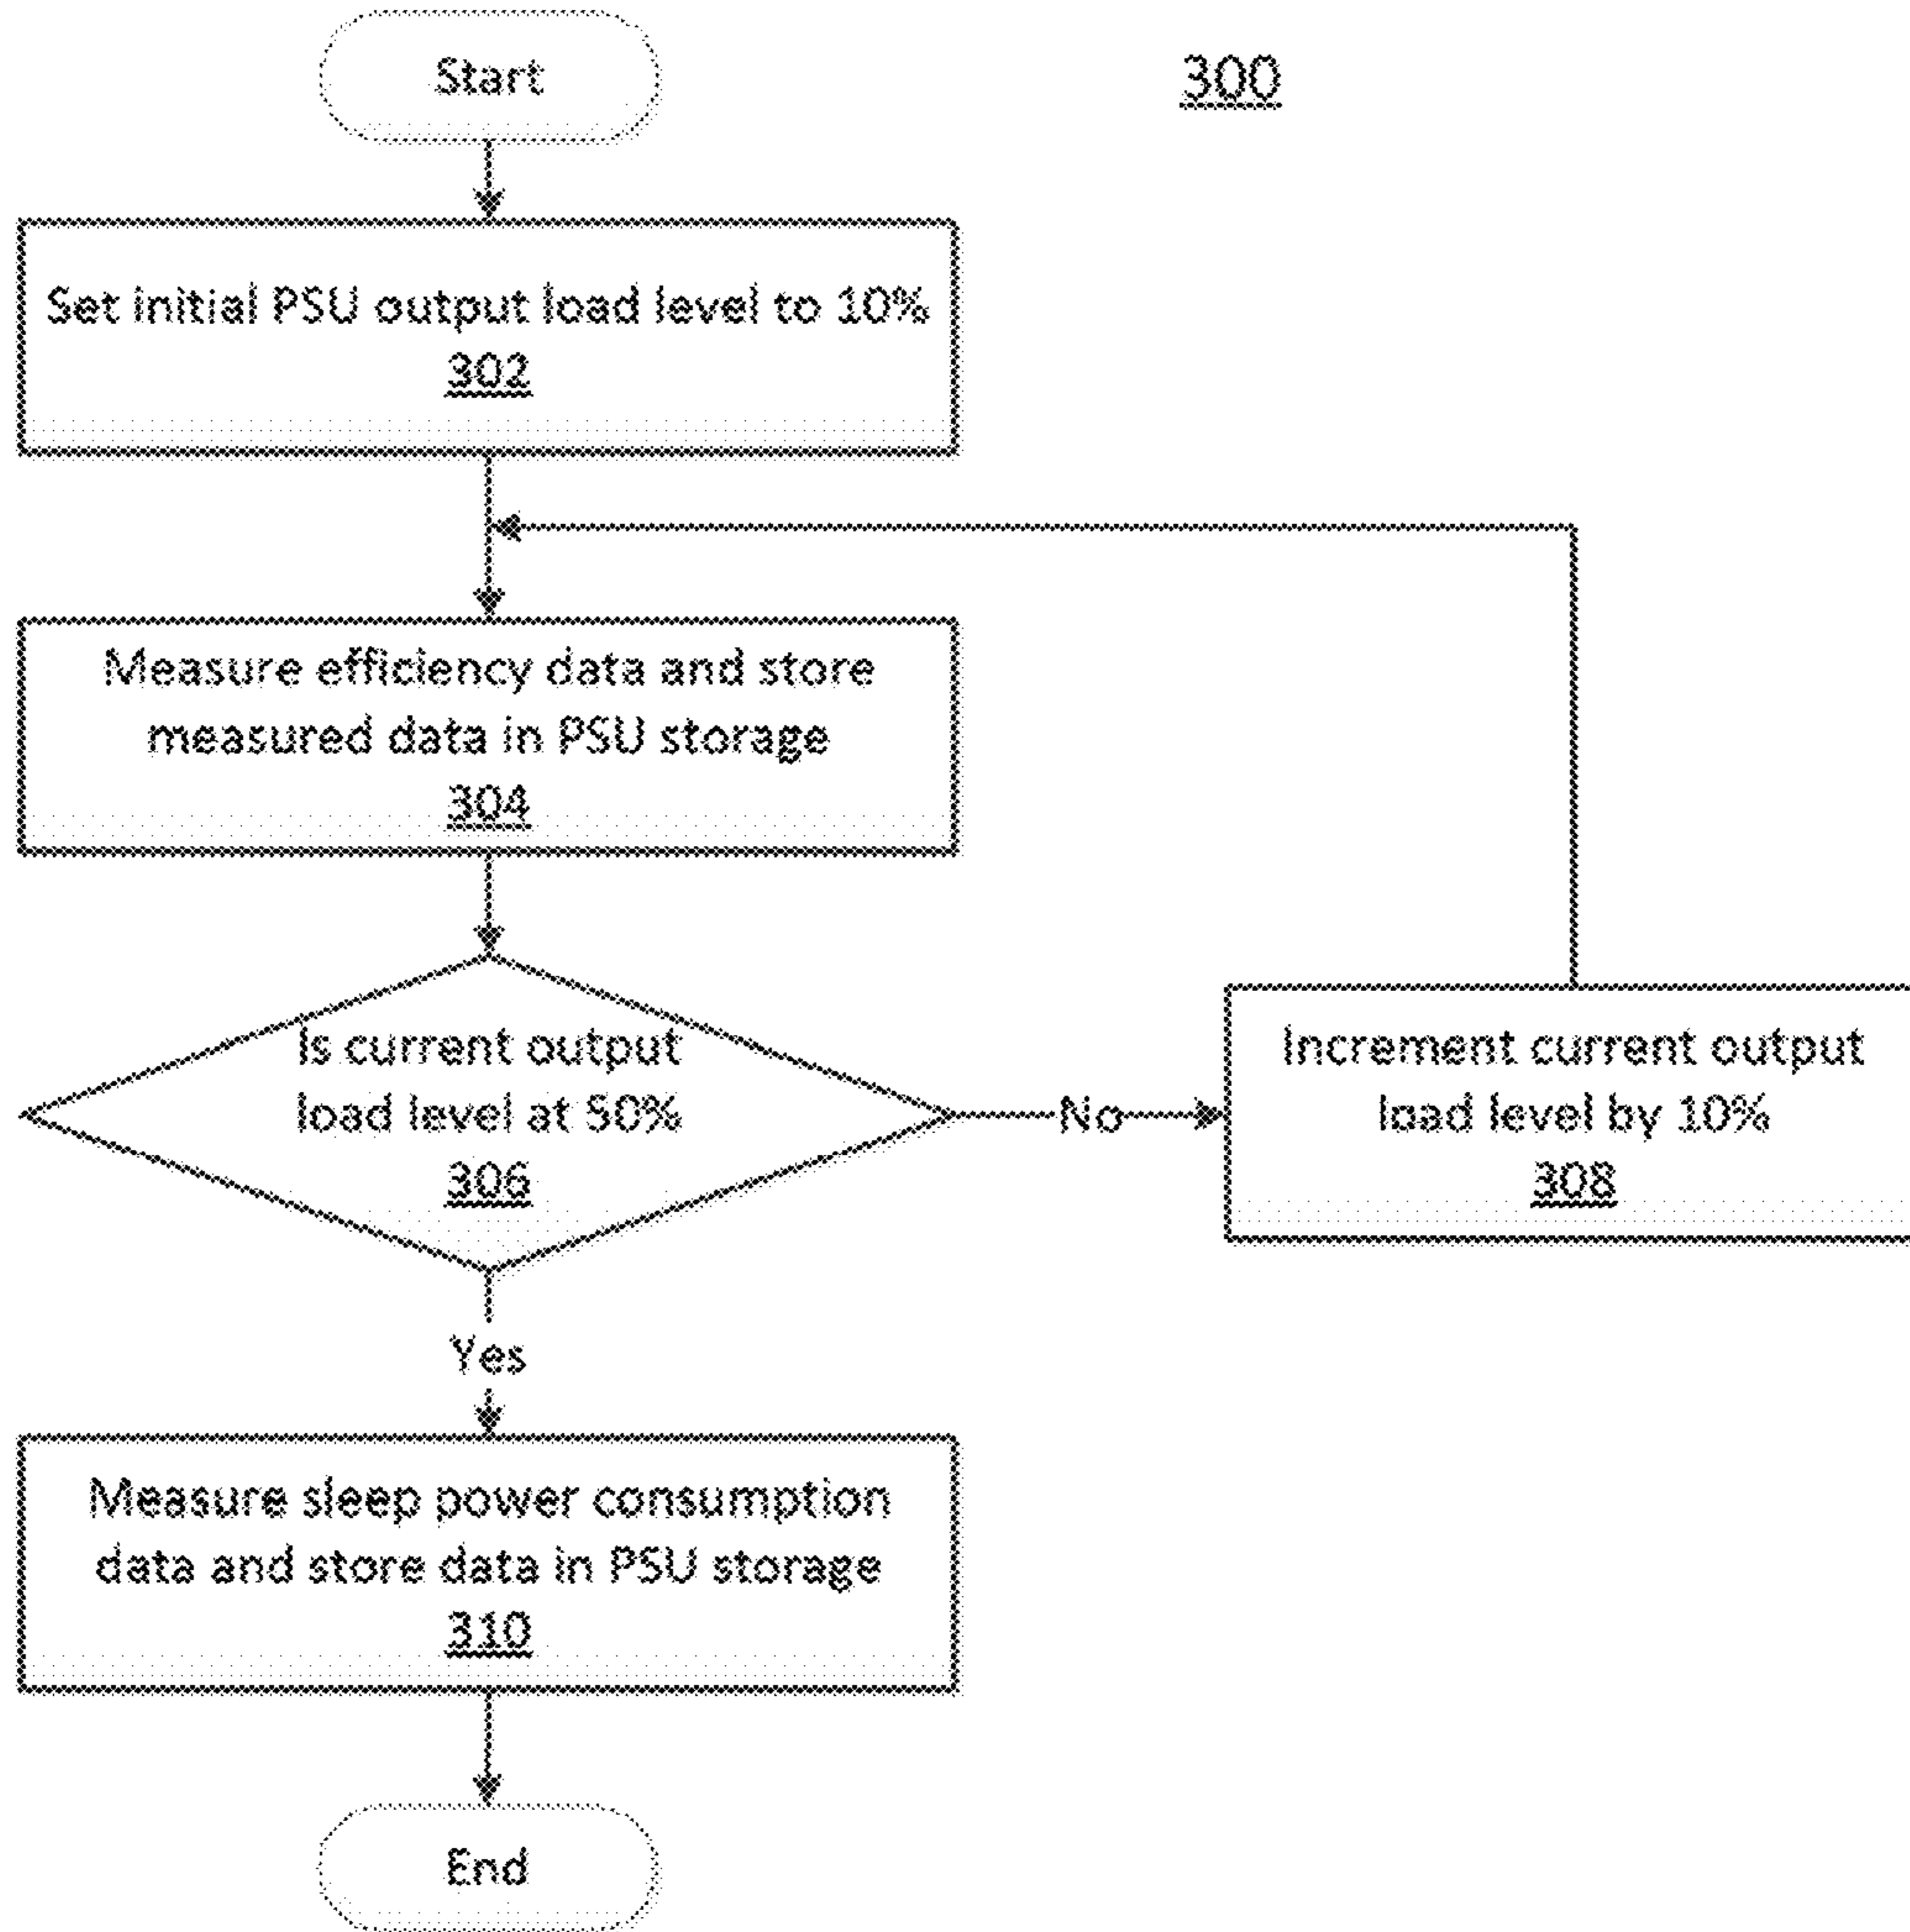 Start
300
Set initial PSU output load level to 10%
302
Measure efficiency data and store
measured data in PSU storage
304
Is current output
load level at 50%
306
No
Increment current output
load level by 10%
308
Yes
Measure sleep power consumption
data and store data in PSU storage
310
End